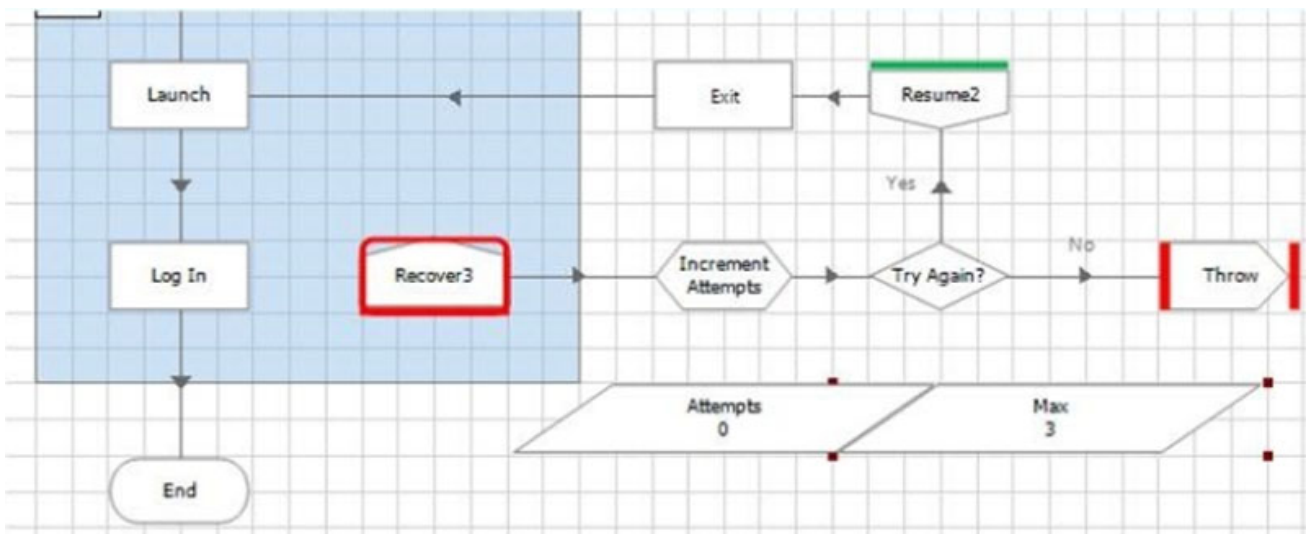 Launch
Exit
Resume2
Yes
Log In
Recover3
Increment
Attempts
Try Again?
No
Throw
Attempts
0
Max
3
End